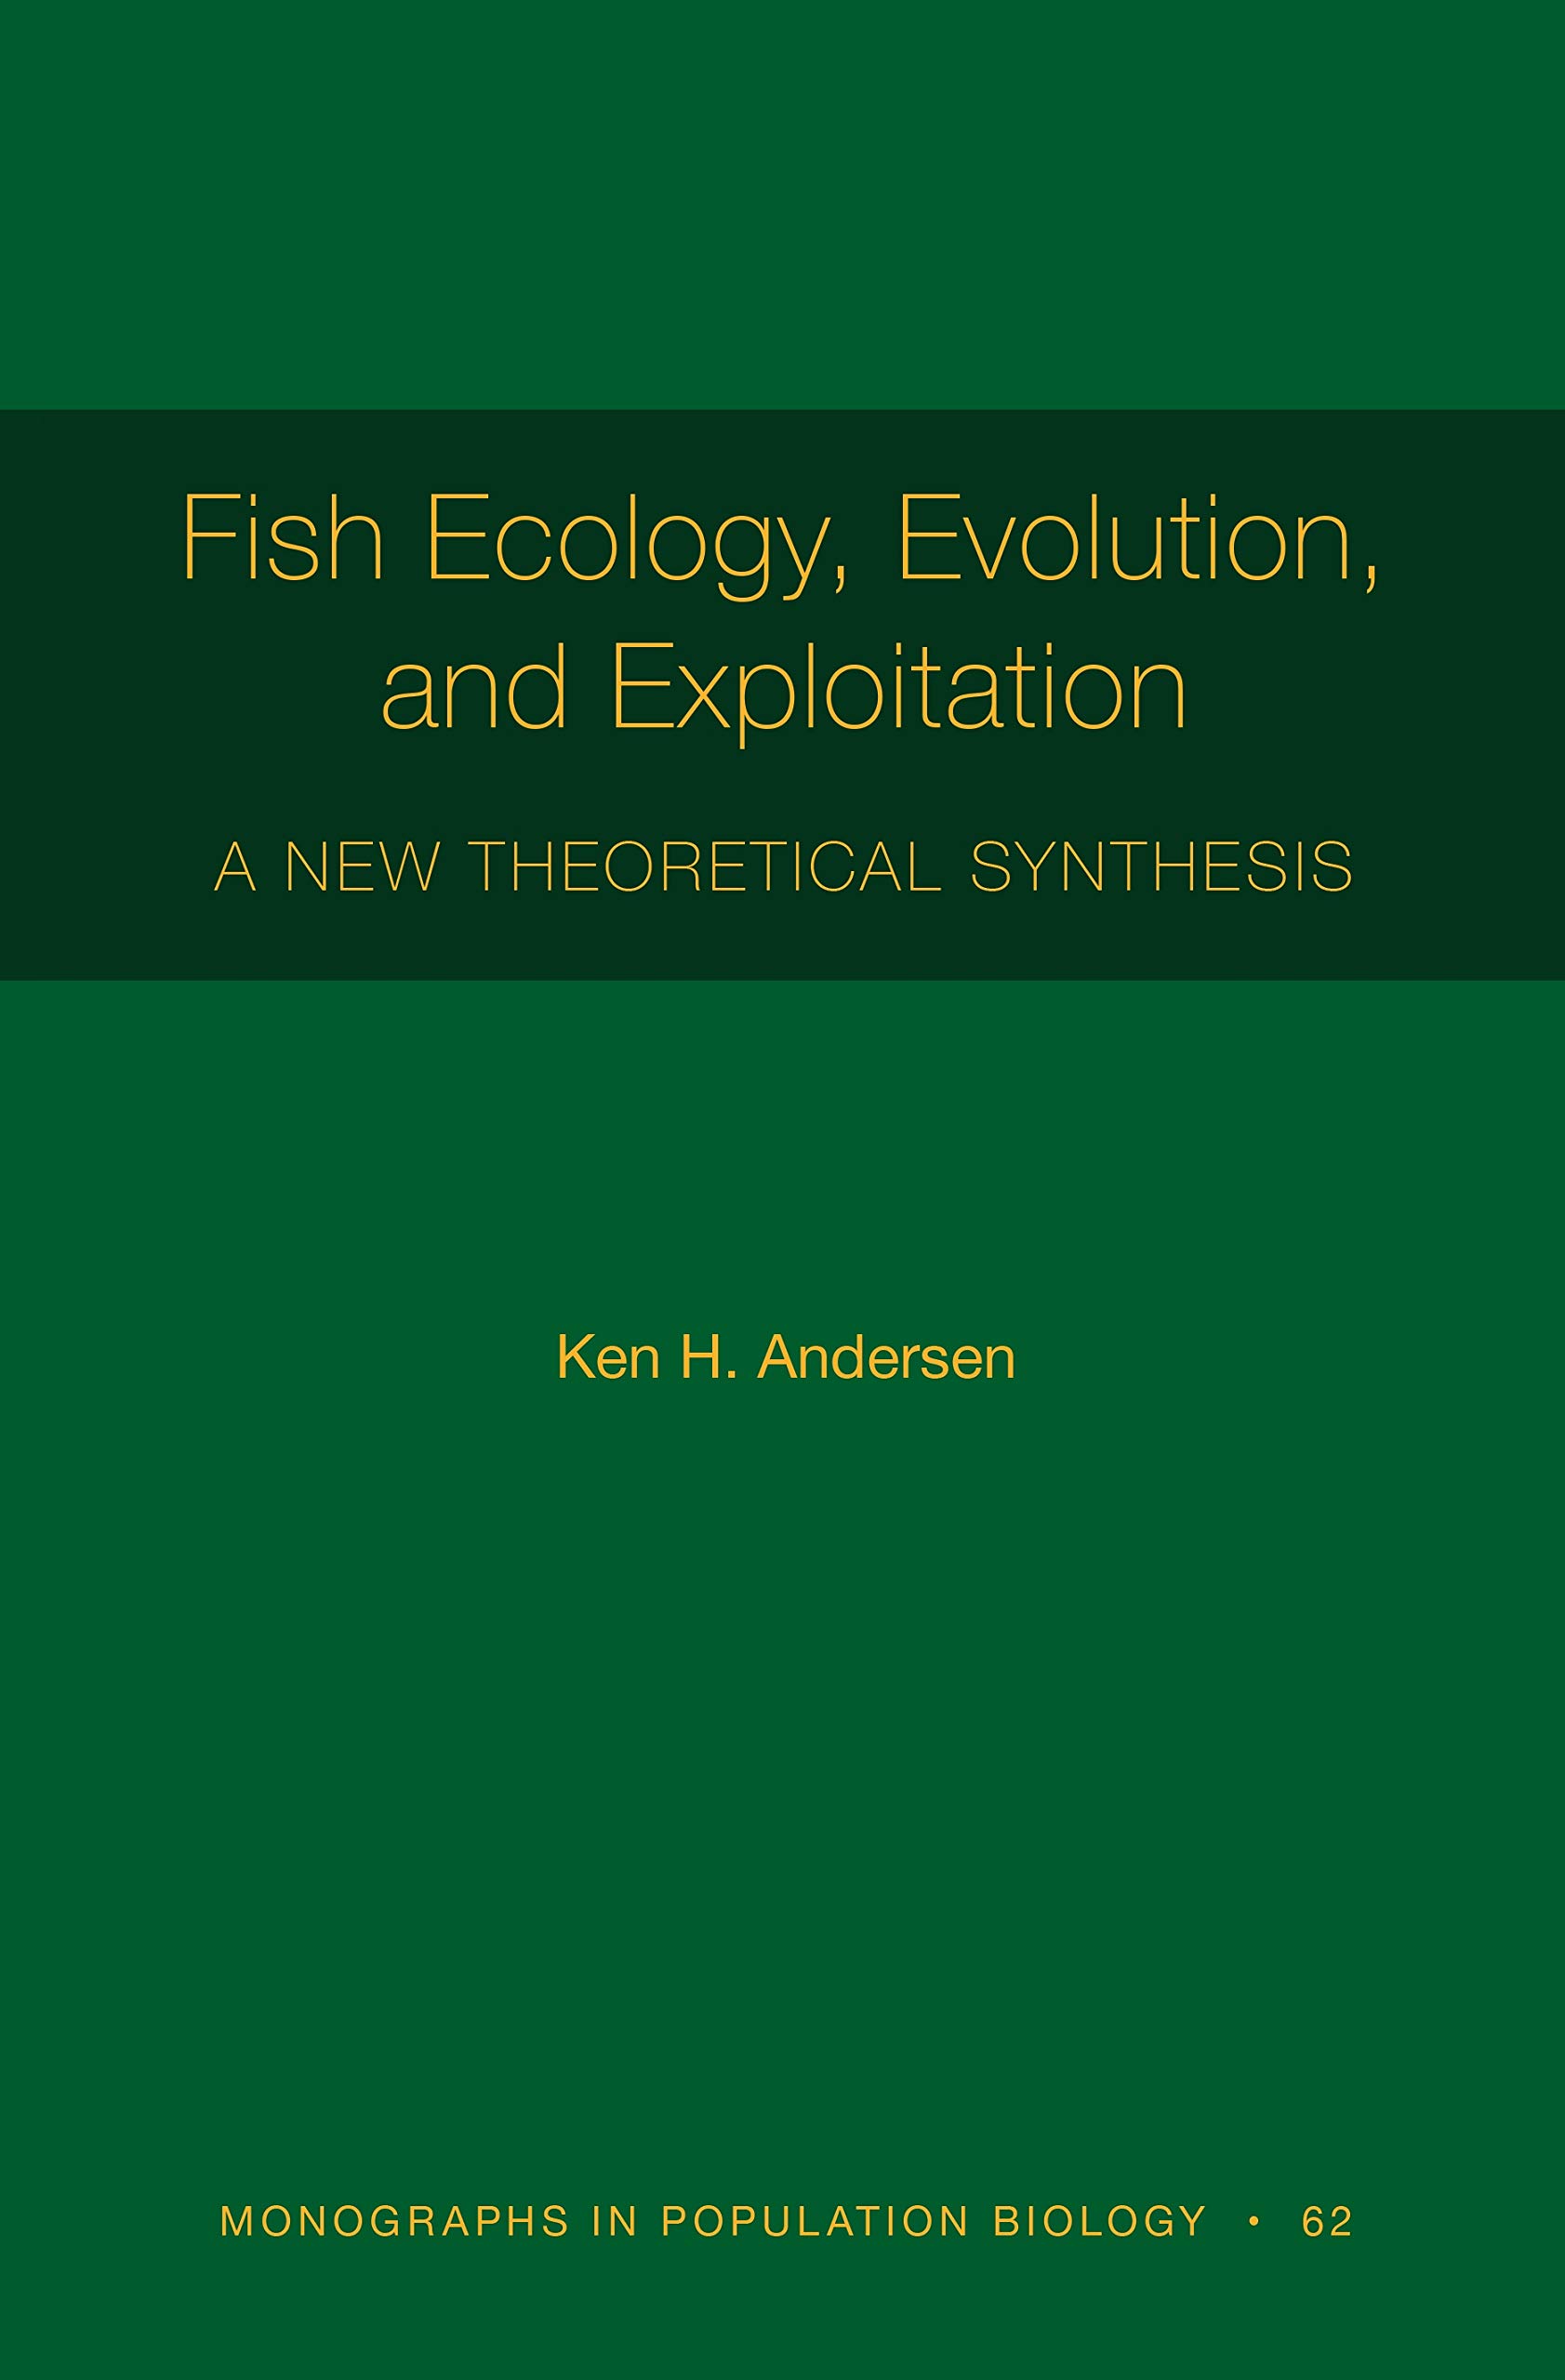 Fish Ecology, Evolution,
and Exploitation
A NEW THEORETICAL SYNTHESIS
Ken H. Andersen
MONOGRAPHS IN POPULATION BIOLOGY • 62